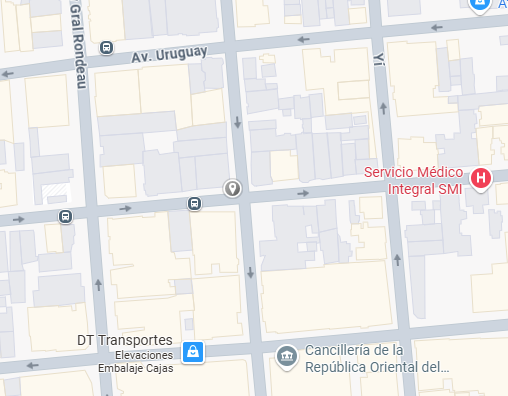 Av
Gral Rondeau
Av. Uruguay
Yi
Servicio Médico
Integral SMI
H
DT Transportes
Elevaciones
Embalaje Cajas
Cancillería de la
República Oriental del...